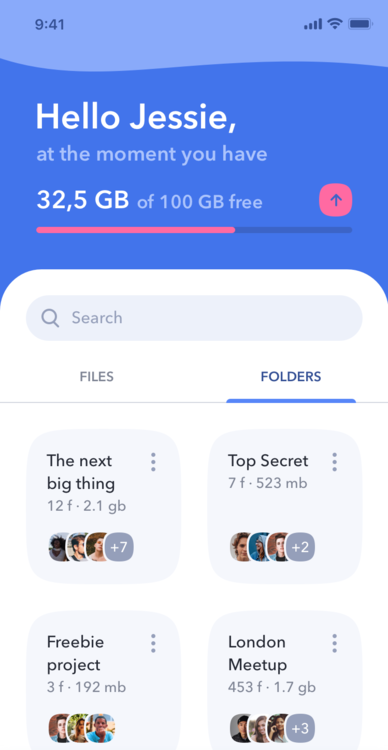 9:41
Hello Jessie,
at the moment you have
32,5 GB of 100 GB free
Search
FILES
FOLDERS
The next
big thing
12 f · 2.1 gb
+7
Top Secret
7 f · 523 mb
+2
Freebie
project
3 f · 192 mb
London
Meetup
453 f · 1.7 gb
+3